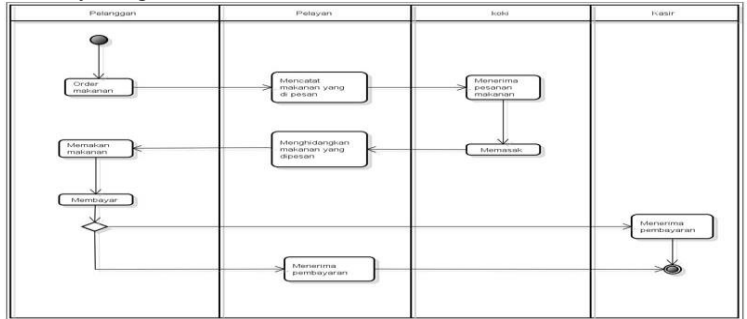 Pelanggan
Pelayan
koki
Kasir
Order
makanan
Mencatat
makanan yang
di pesan
Menerima
pesanan
makanan
Memakan
makanan
Menghidangkan
makanan yang
dipesan
Memasak
Membayar
Menerima
pembayaran
Menerima
pembayaran